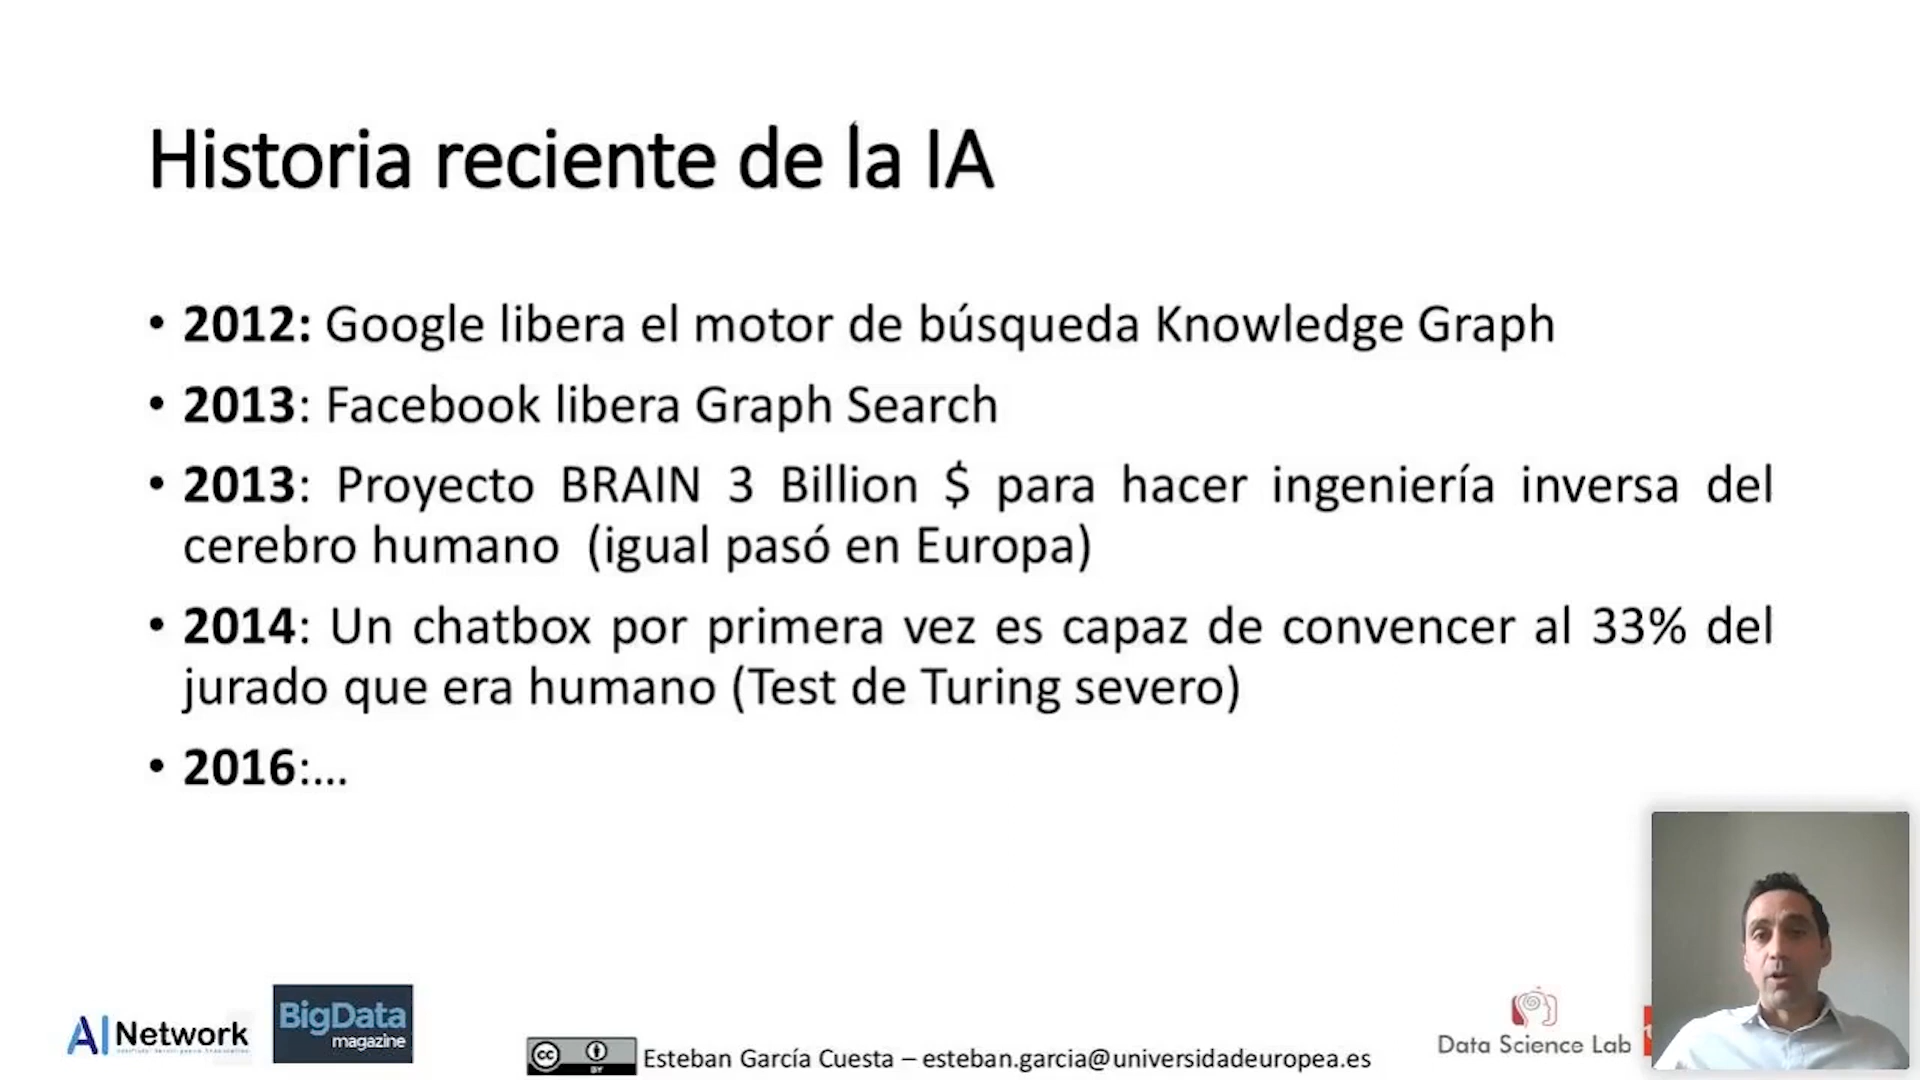 Historia reciente de la IA
• 2012: Google libera el motor de búsqueda Knowledge Graph
• 2013: Facebook libera Graph Search
• 2013: Proyecto BRAIN 3 Billion $ para hacer ingeniería inversa del
cerebro humano (igual pasó en Europa)
• 2014: Un chatbox por primera vez es capaz de convencer al 33% del
jurado que era humano (Test de Turing severo)
• 2016:...
AI Network
BigData
magazine
cc
BY
Esteban García Cuesta – esteban.garcia@universidadeuropea.es
Data Science Lab